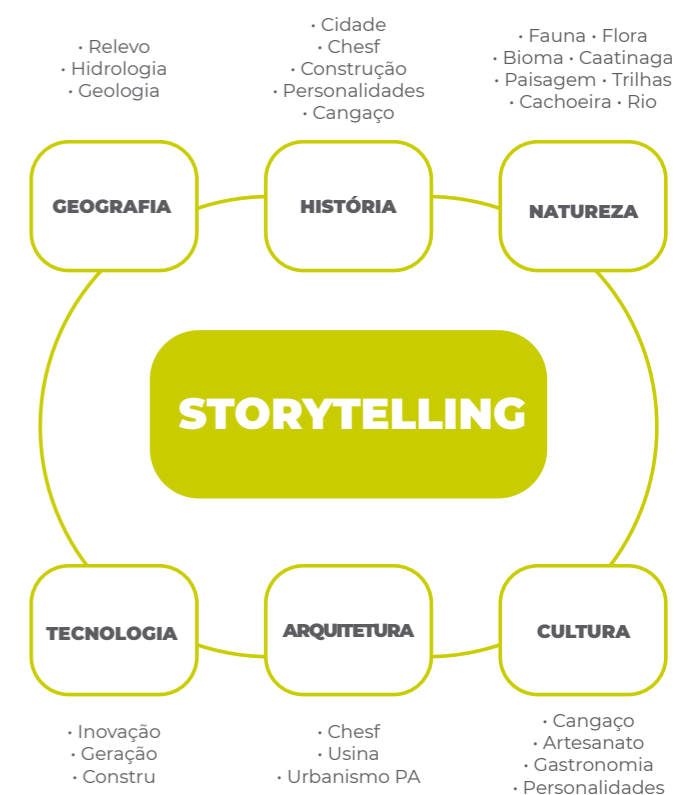 • Relevo
• Hidrologia
• Geologia
• Cidade
• Chesf
• Construção
• Personalidades
• Cangaço
• Fauna • Flora
• Bioma • Caatinaga
• Paisagem • Trilhas
• Cachoeira • Rio
GEOGRAFIA
HISTÓRIA
NATUREZA
STORYTELLING
TECNOLOGIA
ARQUITETURA
CULTURA
• Inovação
• Geração
• Constru
• Chesf
• Usina
• Urbanismo PA
• Cangaço
• Artesanato
• Gastronomia
• Personalidades